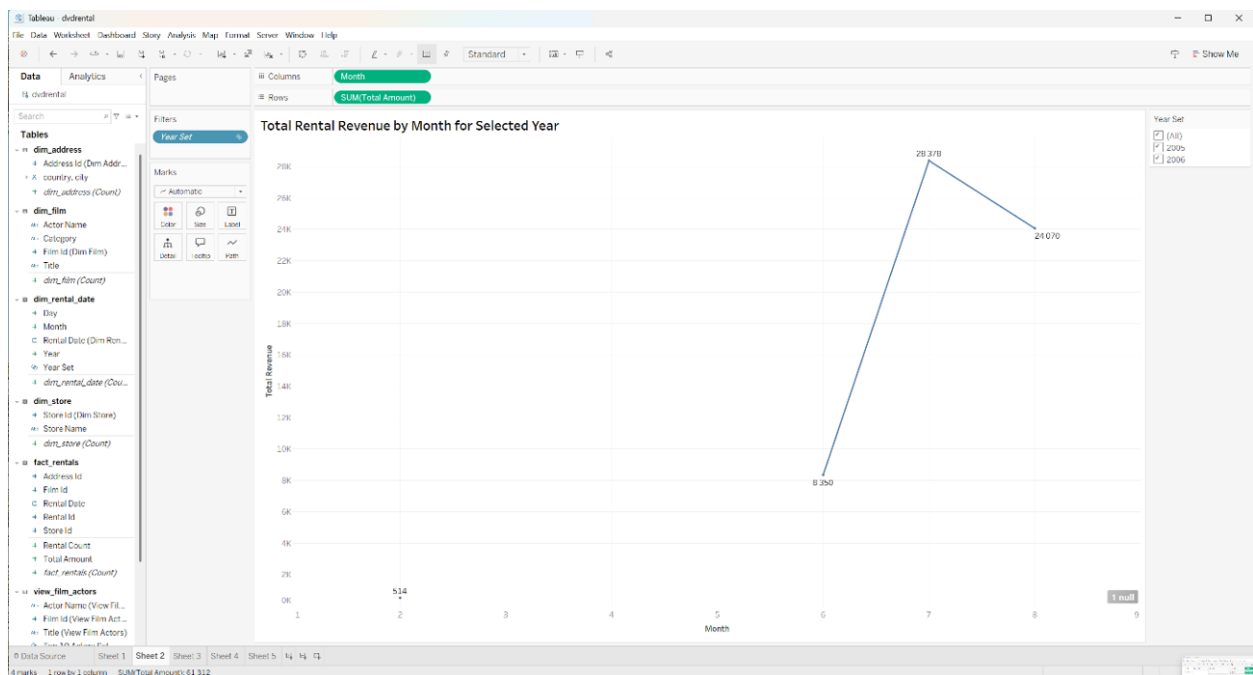 Tableau - dvdrental
File Data Worksheet Dashboard Story Analysis Map Format Server Window Help
Standard
Show Me
Data Analytics
dvdrental
Search
Tables
dim_address
Address Id (Dim Addr...
country, city
dim_address (Count)
dim_film
Actor Name
Category
Film Id (Dim Film)
Title
dim_film (Count)
dim_rental_date
Day
Month
Rental Date (Dim Ren...
Year
Year Set
dim_rental_date (Cou...
dim_store
Store Id (Dim Store)
Store Name
dim_store (Count)
fact_rentals
Address Id
Film Id
Rental Date
Rental Id
Store Id
Rental Count
Total Amount
fact_rentals (Count)
view_film_actors
Actor Name (View Fil...
Film Id (View Film Act...
Title (View Film Actors)
Pages
Filters
Year Set
Marks
Automatic
Color Size Label
Detail Tooltip Path
Columns Month
Rows SUM(Total Amount)
Total Rental Revenue by Month for Selected Year
28K
26K
24K
22K
20K
18K
16K
14K
12K
10K
8K
6K
4K
2K
0K
Total Revenue
28 378
24 070
8 350
514
1 null
1 2 3 4 5 6 7 8 9
Month
Year Set
(All)
2005
2006
Data Source Sheet 1 Sheet 2 Sheet 3 Sheet 4 Sheet 5
4 marks 1 row by 1 column SUM(Total Amount): 61 312